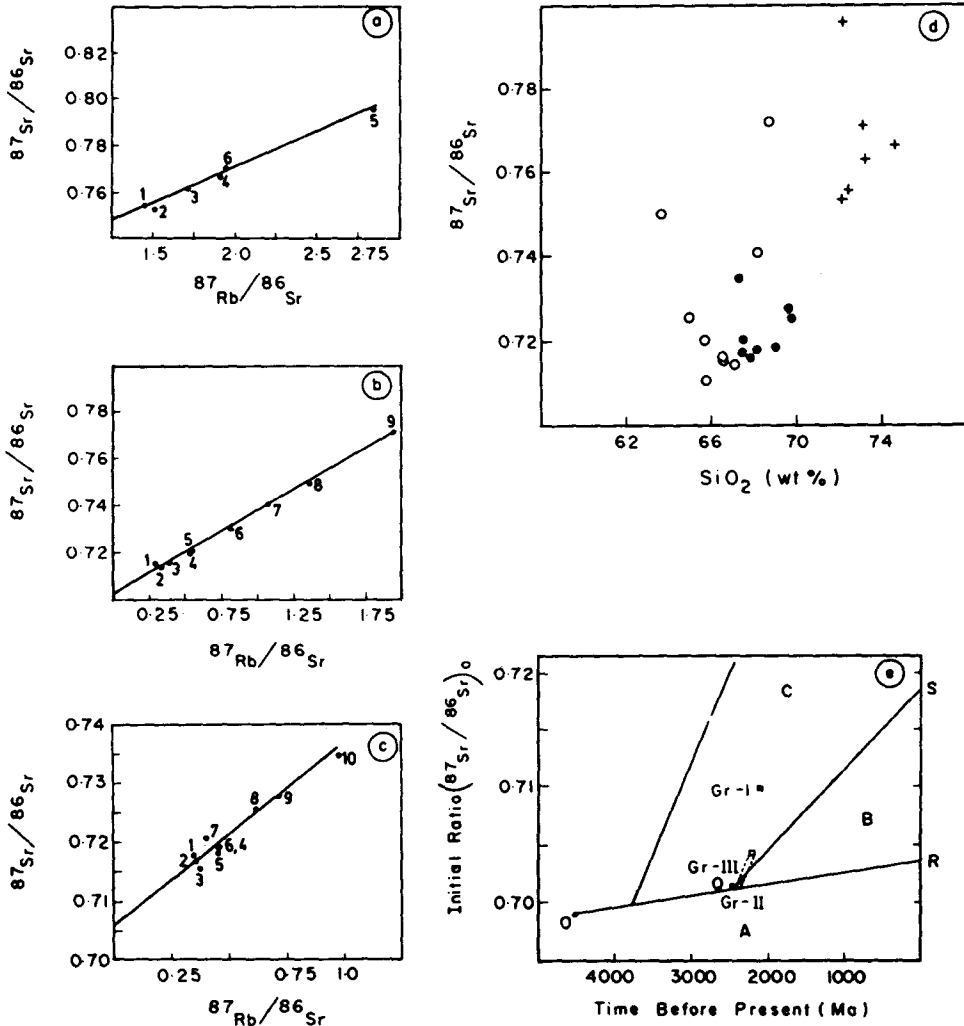 a
0·82
0·80
0·78
0·76
87Sr/86Sr
1 2 3 4 5 6
1·5 2·0 2·5 2·75
87Rb/86Sr
b
0·78
0·76
0·74
0·72
87Sr/86Sr
1 2 3 4 5 6 7 8 9
0·25 0·75 1·25 1·75
87Rb/86Sr
c
0·74
0·73
0·72
0·71
0·70
87Sr/86Sr
1 2 3 5 6,4 7 8 9 10
0·25 0·75 1·0
87Rb/86Sr
d
0·78
0·76
0·74
0·72
87Sr/86Sr
62 66 70 74
SiO2 (wt%)
e
0·72
0·71
0·70
Initial Ratio(87Sr/86Sr)o
C
S
Gr-I
B
Gr-III
R
Q
Gr-II
O
A
4000 3000 2000 1000
Time Before Present (Ma)